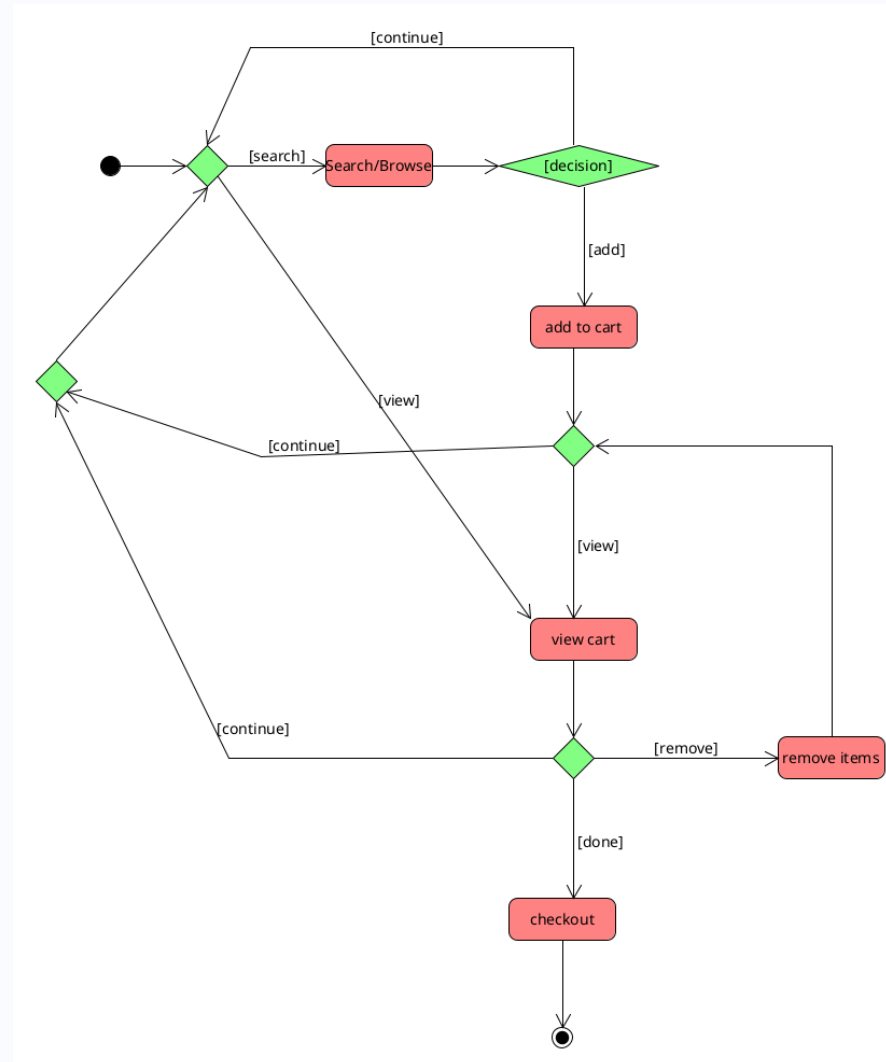 [continue]
[search]
Search/Browse
[decision]
[add]
add to cart
[view]
[continue]
[view]
view cart
[continue]
[remove]
remove items
[done]
checkout